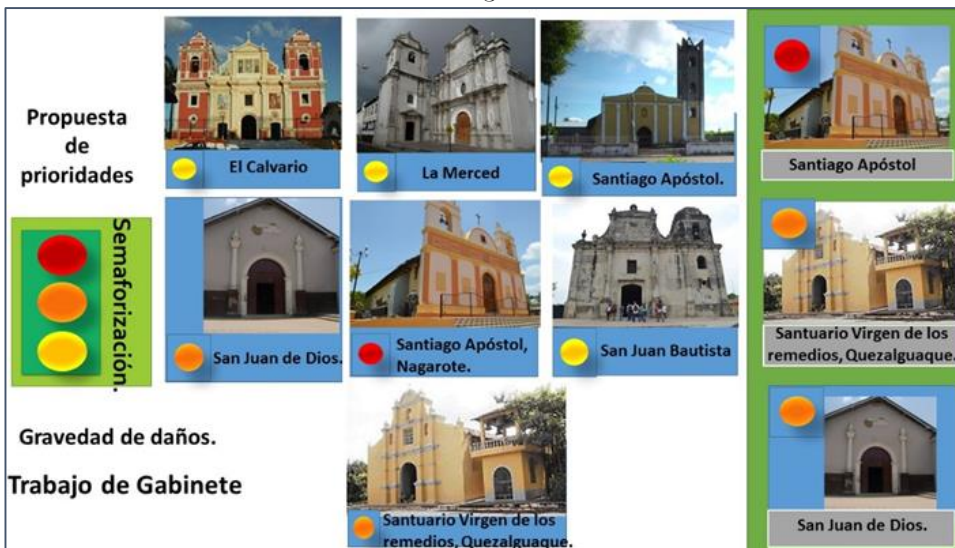 Propuesta
de
prioridades
El Calvario
La Merced
Santiago Apóstol.
Semaforización.
San Juan de Dios.
Santiago Apóstol,
Nagarote.
San Juan Bautista
Gravedad de daños.
Trabajo de Gabinete
Santuario Virgen de los
remedios, Quezalguaque.
Santiago Apóstol
Santuario Virgen de los
remedios, Quezalguaque.
San Juan de Dios.